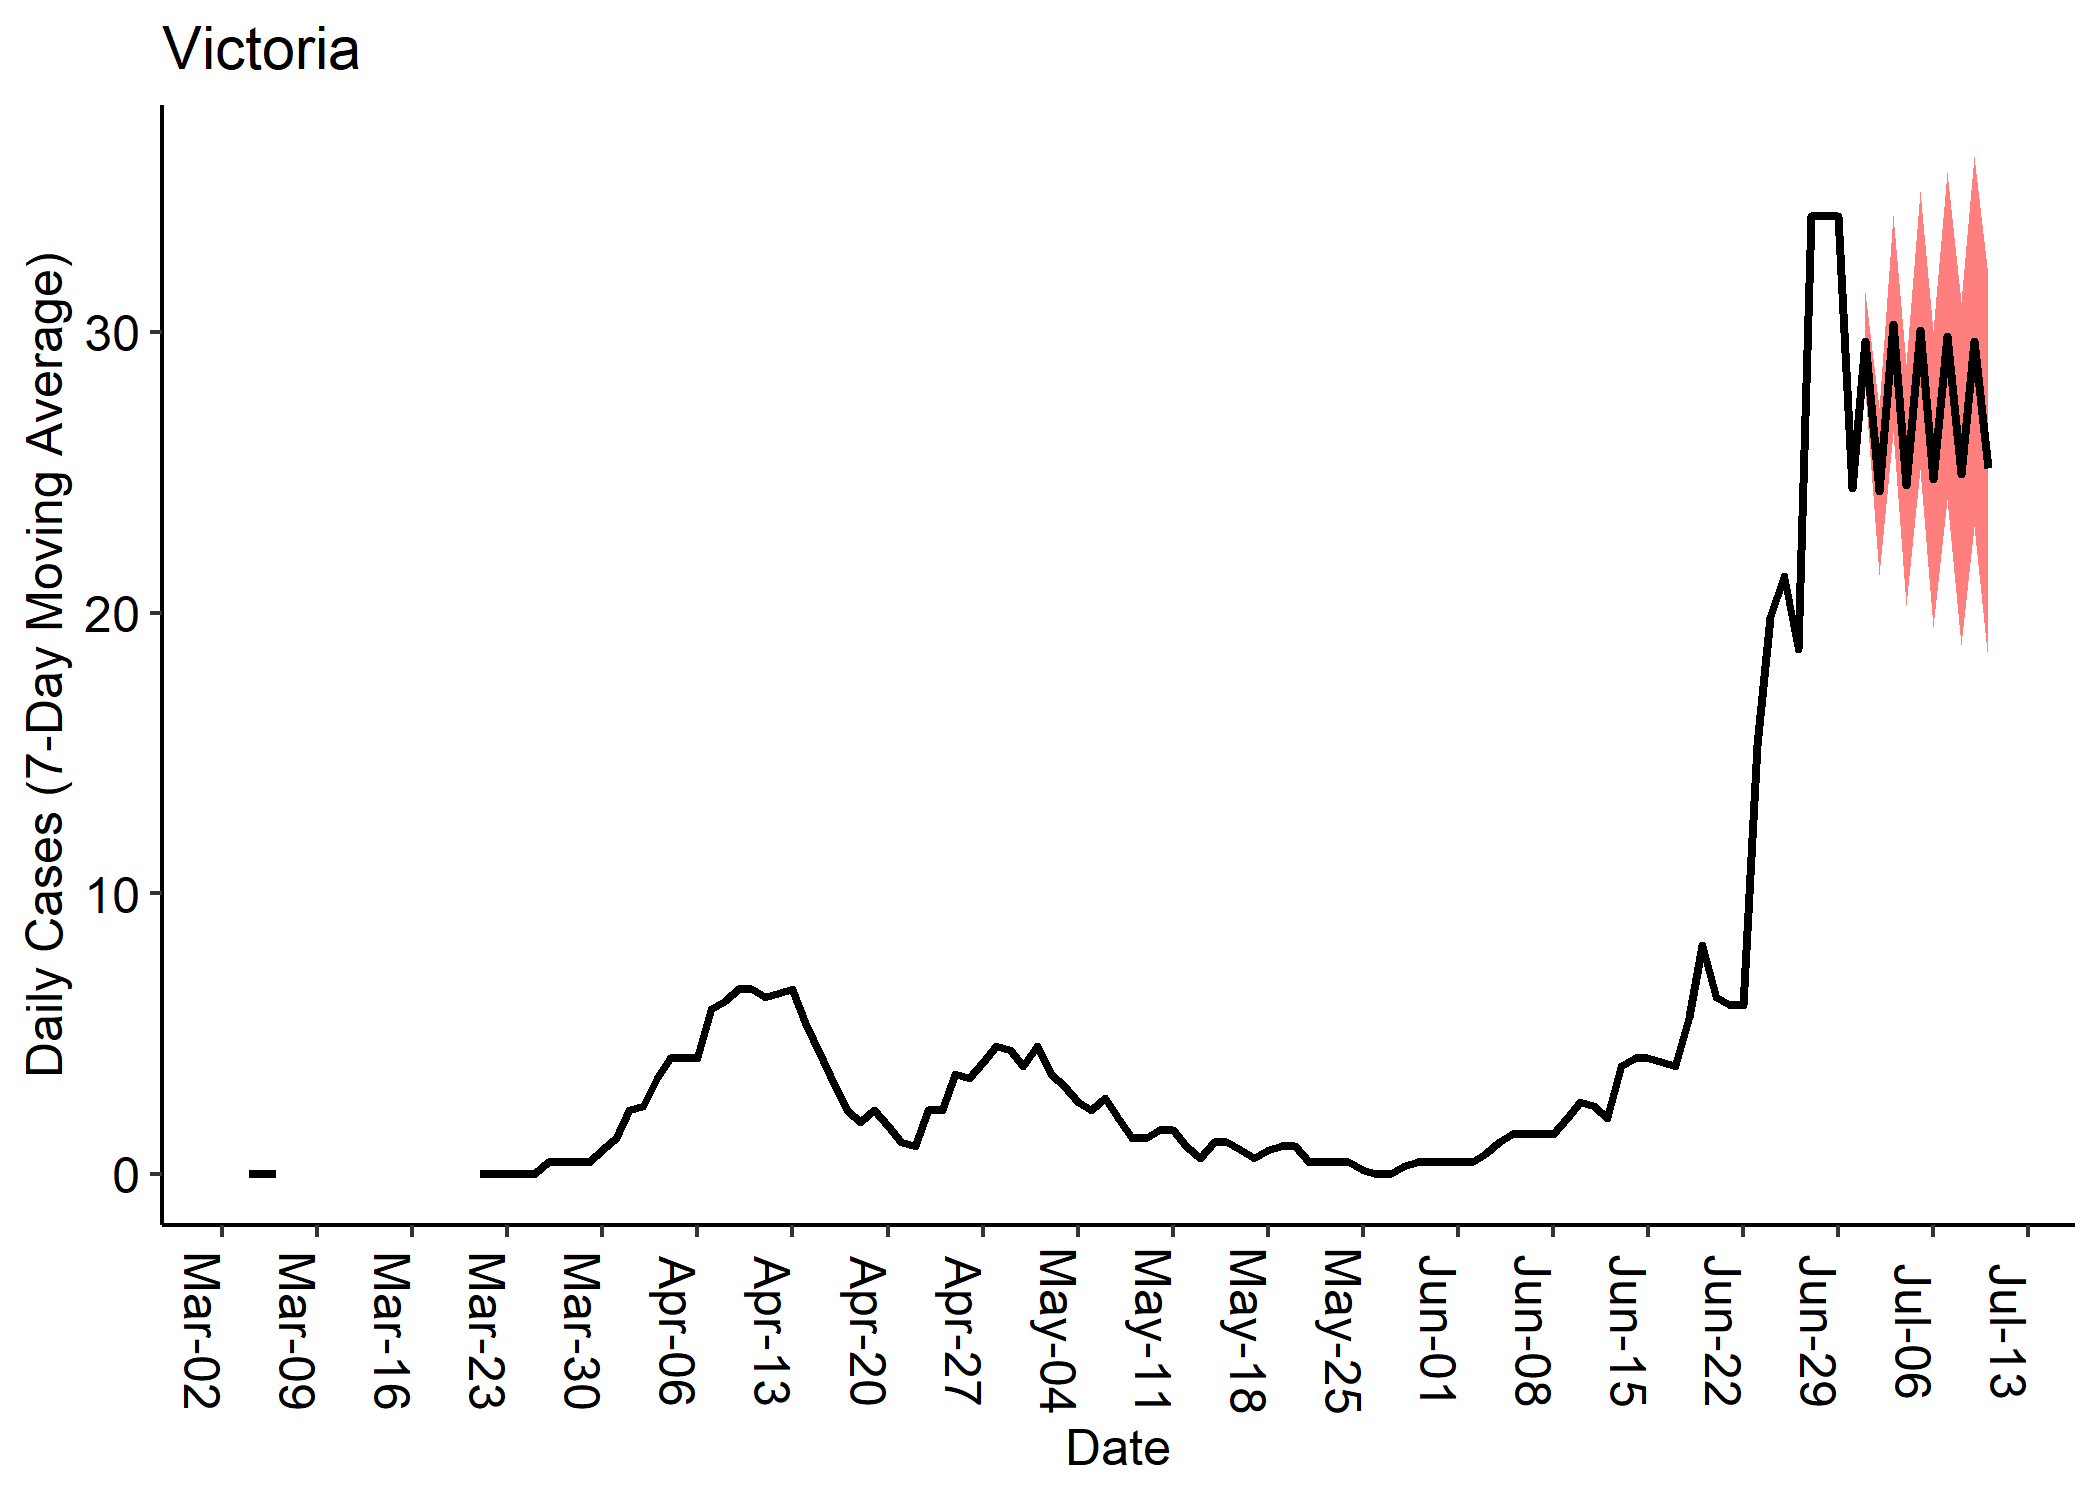 Victoria
Daily Cases (7-Day Moving Average)
30
20
10
0
Mar-02
Mar-09
Mar-16
Mar-23
Mar-30
Apr-06
Apr-13
Apr-20
Apr-27
May-04
May-11
May-18
May-25
Jun-01
Jun-08
Jun-15
Jun-22
Jun-29
Jul-06
Jul-13
Date